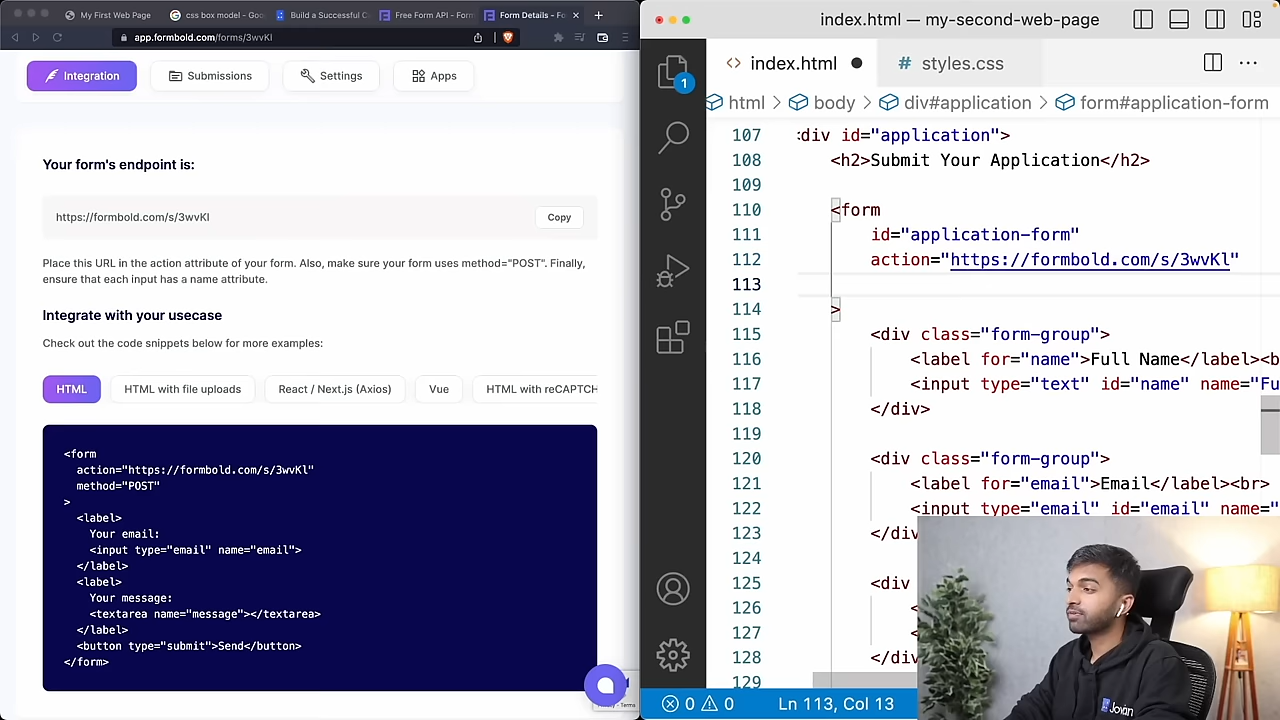 My First Web Page
css box model - Goo
Build a Successful C
Free Form API - Form
Form Details - Fo
app.formbold.com/forms/3wvKl
Integration
Submissions
Settings
Apps
Your form's endpoint is:
https://formbold.com/s/3wvKl
Copy
Place this URL in the action attribute of your form. Also, make sure your form uses method="POST". Finally,
ensure that each input has a name attribute.
Integrate with your usecase
Check out the code snippets below for more examples:
HTML
HTML with file uploads
React / Next.js (Axios)
Vue
HTML with reCAPTCH
<form
action="https://formbold.com/s/3wvKl"
method="POST"
>
<label>
Your email:
<input type="email" name="email">
</label>
<label>
Your message:
<textarea name="message"></textarea>
</label>
<button type="submit">Send</button>
</form>
index.html — my-second-web-page
1
<> index.html
# styles.css
html > body > div#application > form#application-form
107 div id="application">
108 <h2>Submit Your Application</h2>
109
110 <form
111 id="application-form"
112 action="https://formbold.com/s/3wvKl"
113
114 >
115 <div class="form-group">
116 <label for="name">Full Name</label><b
117 <input type="text" id="name" name="Fu
118 </div>
119
120 <div class="form-group">
121 <label for="email">Email</label><br>
122 <input type="email" id="email" name="
123 </div
124
125 <div
126 <
127 <
128 </div
129
0 0 Ln 113, Col 13
Jovian